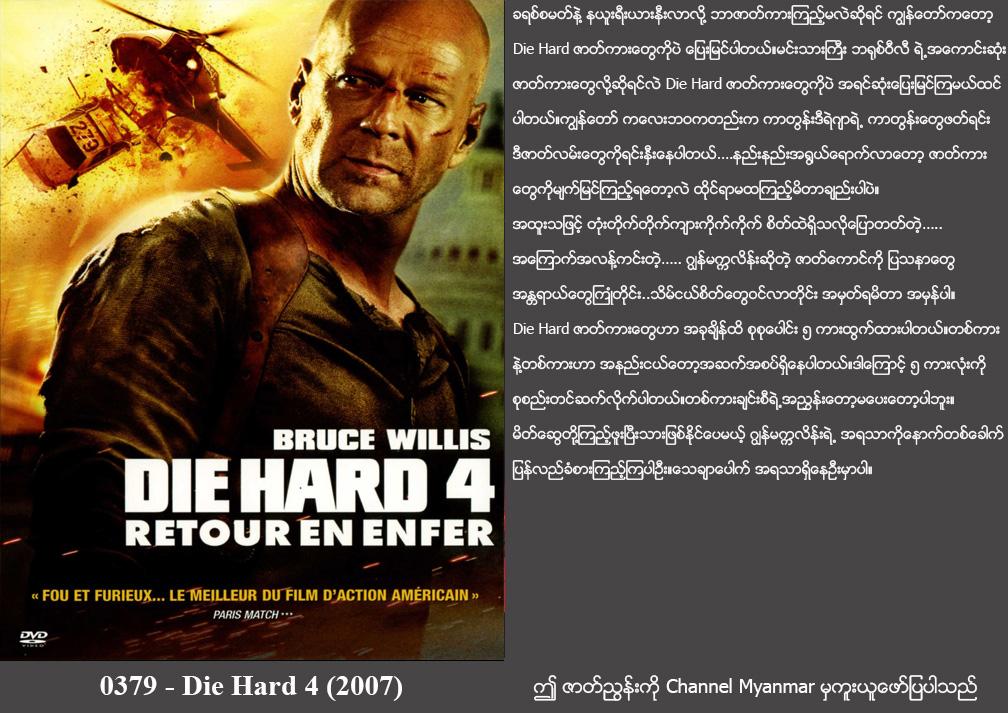 BRUCE WILLIS
DIE HARD 4
RETOUR EN ENFER
« FOU ET FURIEUX... LE MEILLEUR DU FILM D'ACTION AMÉRICAIN »
PARIS MATCH •••
DVD
VIDEO
0379 - Die Hard 4 (2007)
ခရစ်စမတ်နဲ့ နယူးရီးယားနီးလာလို့ ဘာဇာတ်ကားကြည့်မလဲဆိုရင် ကျွန်တော်ကတော့
Die Hard ဇာတ်ကားတွေကိုပဲ ပြေးမြင်ပါတယ်။မင်းသားကြီး ဘရုစ်ဝီလီ ရဲ့အကောင်းဆုံး
ဇာတ်ကားတွေလို့ဆိုရင်လဲ Die Hard ဇာတ်ကားတွေကိုပဲ အရင်ဆုံးပြေးမြင်ကြမယ်ထင်
ပါတယ်။ကျွန်တော် ကလေးဘဝကတည်းက ကာတွန်းဒီရဲဂျာရဲ့ ကာတွန်းတွေဖတ်ရင်း
ဒီဇာတ်လမ်းတွေကိုရင်းနီးနေပါတယ်....နည်းနည်းအရွယ်ရောက်လာတော့ ဇာတ်ကား
တွေကိုမျက်မြင်ကြည့်ရတော့လဲ ထိုင်ရာမထကြည့်မိတာချည်းပါပဲ။
အထူးသဖြင့် တုံးတိုက်တိုက်ကျားကိုက်ကိုက် စိတ်ထဲရှိသလိုပြောတတ်တဲ့.....
အကြောက်အလန့်ကင်းတဲ့..... ဂျွန်မက္ကလိန်းဆိုတဲ့ ဇာတ်ကောင်ကို ပြသနာတွေ
အန္တရာယ်တွေကြုံတိုင်း..သိမ်ငယ်စိတ်တွေဝင်လာတိုင်း အမှတ်ရမိတာ အမှန်ပါ။
Die Hard ဇာတ်ကားတွေဟာ အခုချိန်ထိ စုစုပေါင်း ၅ ကားထွက်ထားပါတယ်။တစ်ကား
နဲ့တစ်ကားဟာ အနည်းငယ်တော့အဆက်အစပ်ရှိနေပါတယ်။ဒါကြောင့် ၅ ကားလုံးကို
စုစည်းတင်ဆက်လိုက်ပါတယ်။တစ်ကားချင်းစီရဲ့အညွှန်းတော့မပေးတော့ပါဘူး။
မိတ်ဆွေတို့ကြည့်ဖူးပြီးသားဖြစ်နိုင်ပေမယ့် ဂျွန်မက္ကလိန်းရဲ့ အရသာကိုနောက်တစ်ခေါက်
ပြန်လည်ခံစားကြည့်ကြပါဦး။သေချာပေါက် အရသာရှိနေဦးမှာပါ။
ဤ ဇာတ်ညွှန်းကို Channel Myanmar မှကူးယူဖော်ပြပါသည်